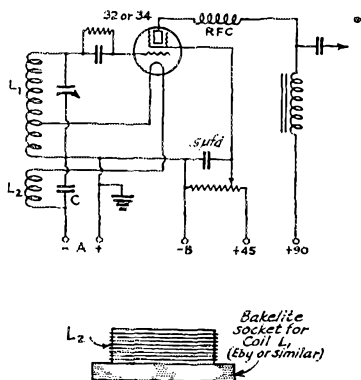 32 or 34
RFC
L1
.5μfd
L2
C
- A +
-B
+45
+90
L2
Bakelite
socket for
Coil L1
(Eby or similar)